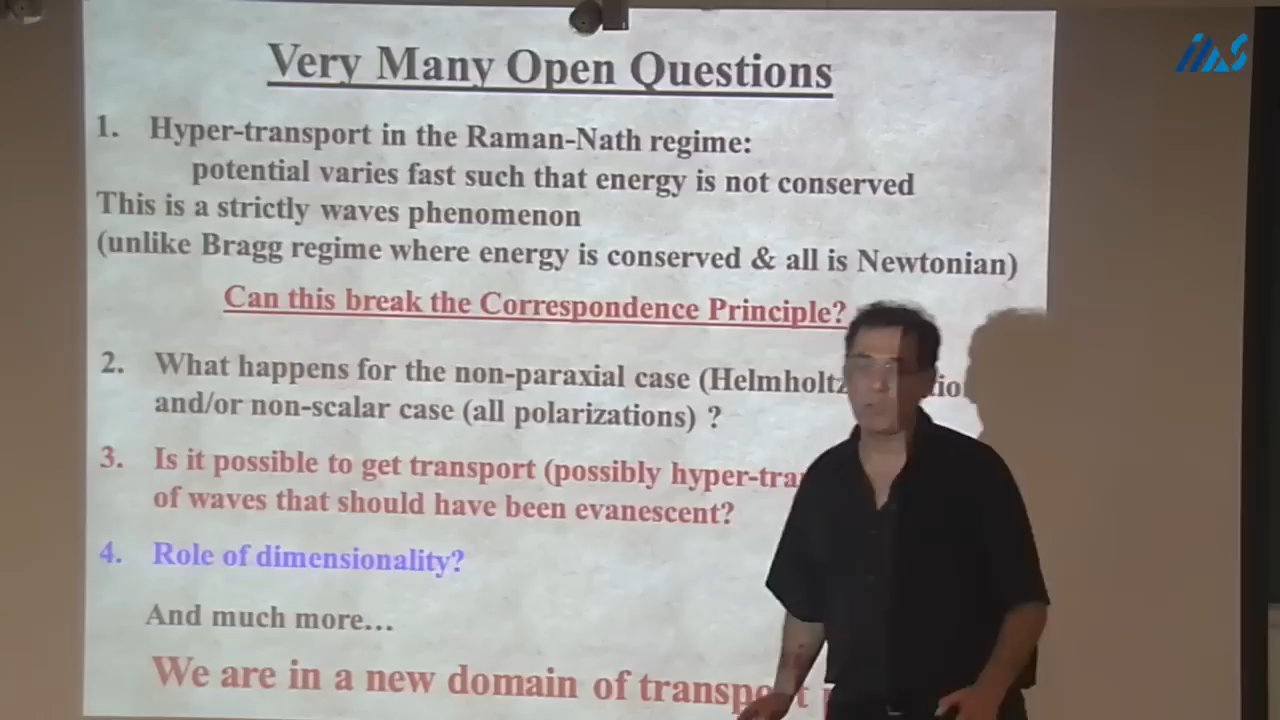 iias
Very Many Open Questions
1. Hyper-transport in the Raman-Nath regime:
potential varies fast such that energy is not conserved
This is a strictly waves phenomenon
(unlike Bragg regime where energy is conserved & all is Newtonian)
Can this break the Correspondence Principle?
2. What happens for the non-paraxial case (Helmholtz
and/or non-scalar case (all polarizations) ?
3. Is it possible to get transport (possibly hyper-tra
of waves that should have been evanescent?
4. Role of dimensionality?
And much more...
We are in a new domain of transport